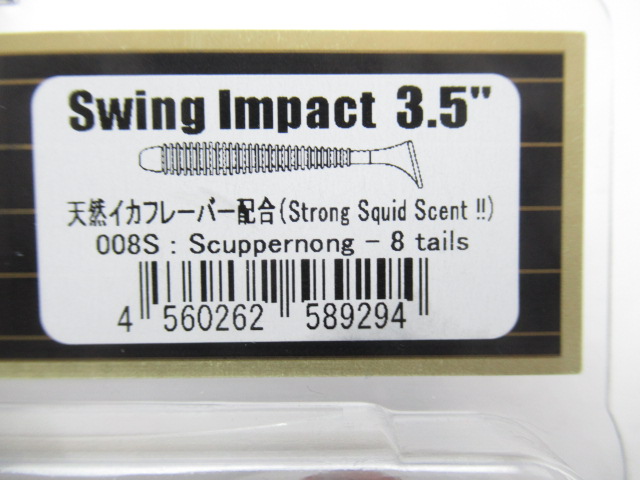 Swing Impact 3.5"
天然イカフレーバー配合(Strong Squid Scent !!)
008S : Scuppernong - 8 tails
4 560262 589294